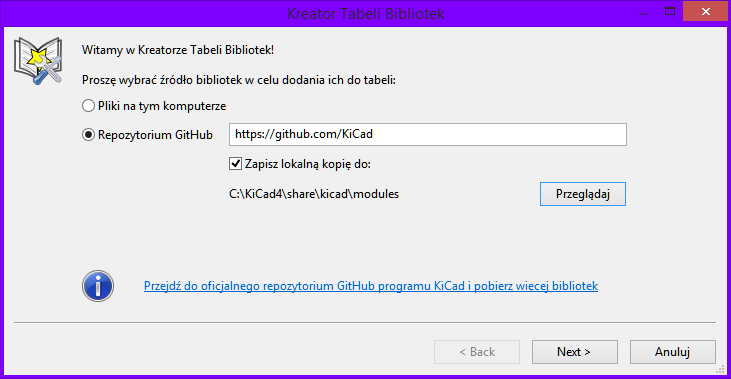 Kreator Tabeli Bibliotek
Witamy w Kreatorze Tabeli Bibliotek!
Proszę wybrać źródło bibliotek w celu dodania ich do tabeli:
Pliki na tym komputerze
Repozytorium GitHub
https://github.com/KiCad
Zapisz lokalną kopię do:
C:\KiCad4\share\kicad\modules
Przeglądaj
Przejdź do oficjalnego repozytorium GitHub programu KiCad i pobierz wiecej bibliotek
< Back
Next >
Anuluj